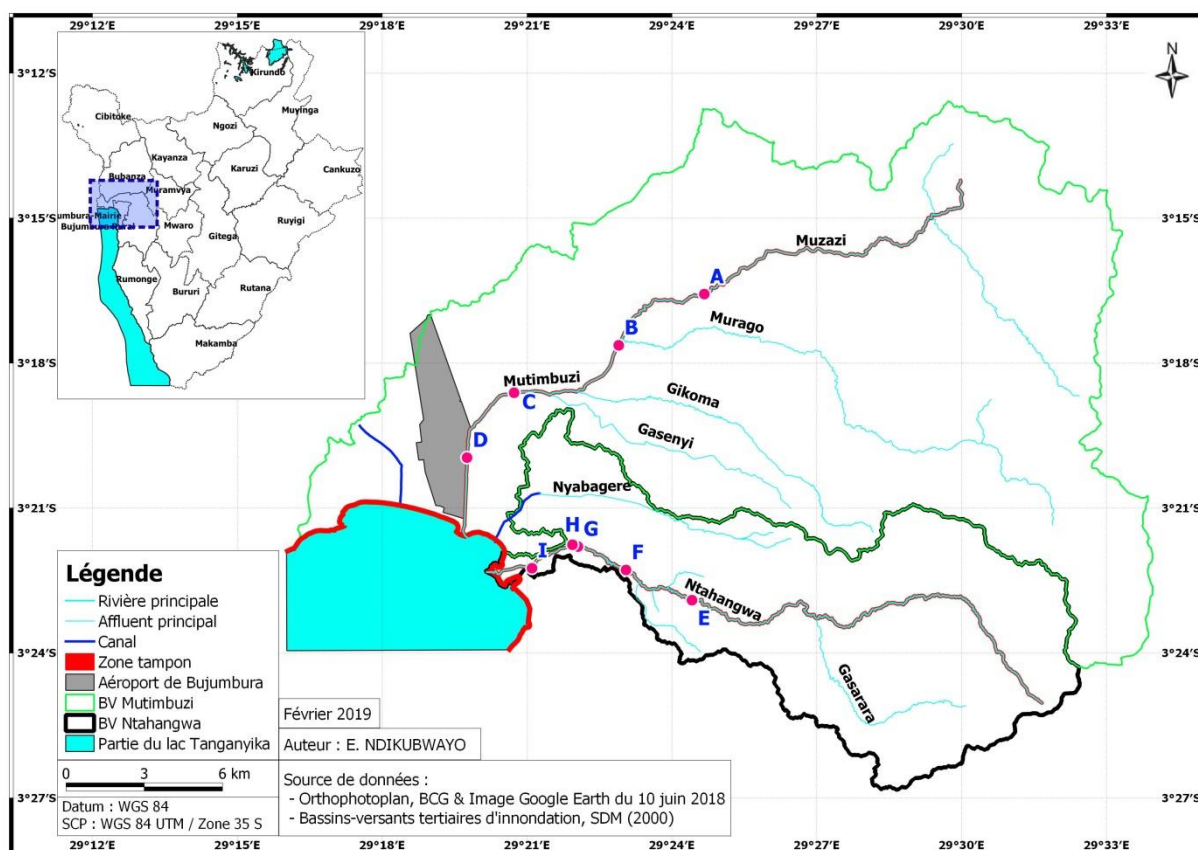 29°12'E 29°15'E 29°18'E 29°21'E 29°24'E 29°27'E 29°30'E 29°33'E
N
3°12'S 3°12'S
Kirundo
Muyinga
Cibitoke
Ngozi
Kayanza
Karuzi
Cankuzo
Bubanza
Muramvya
umbura-Mairie
Bujumbura Rural
Mwaro
Ruyigi
Gitega
Rumonge
Bururi
Rutana
Makamba
3°15'S 3°15'S
Muzazi
A
B
Murago
3°18'S 3°18'S
Mutimbuzi
C
Gikoma
Gasenyi
D
Nyabagere
3°21'S 3°21'S
H G
I F
Ntahangwa
E
Gasarara
3°24'S 3°24'S
Légende
Rivière principale
Affluent principal
Canal
Zone tampon
Aéroport de Bujumbura
BV Mutimbuzi
BV Ntahangwa
Partie du lac Tanganyika
0 3 6 km
Datum : WGS 84
SCP : WGS 84 UTM / Zone 35 S
Février 2019
Auteur : E. NDIKUBWAYO
Source de données :
- Orthophotoplan, BCG & Image Google Earth du 10 juin 2018
- Bassins-versants tertiaires d'innondation, SDM (2000)
3°27'S 3°27'S
29°12'E 29°15'E 29°18'E 29°21'E 29°24'E 29°27'E 29°30'E 29°33'E